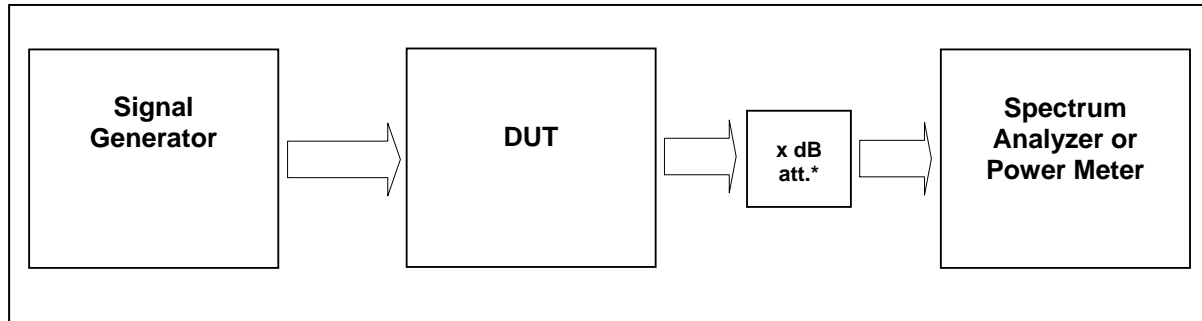 Signal
Generator
DUT
x dB
att.*
Spectrum
Analyzer or
Power Meter